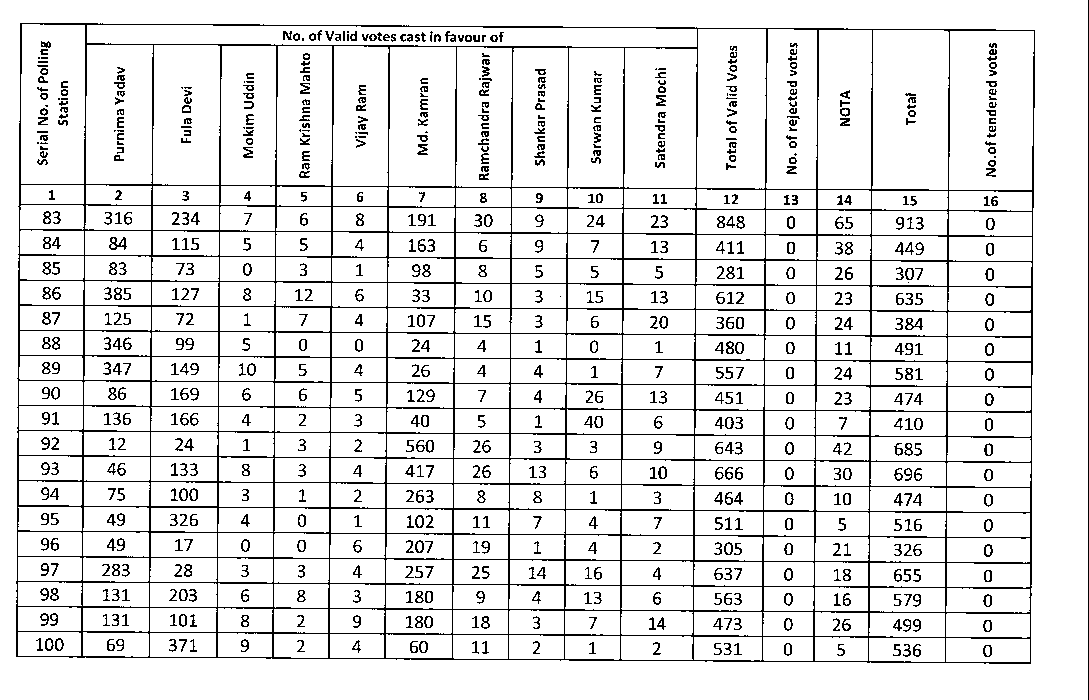 No. of Valid votes cast in favour of
Serial No. of Polling Station Purnima Yadav Fula Devi Mokim Uddin Ram Krishna Mahto Vijay Ram Md. Kamran Ramchandra Rajwar Shankar Prasad Sarwan Kumar Satendra Mochi Total of Valid Votes No. of rejected votes NOTA Total No.of tendered votes
1 2 3 4 5 6 7 8 9 10 11 12 13 14 15 16
83 316 234 7 6 8 191 30 9 24 23 848 0 65 913 0
84 84 115 5 5 4 163 6 9 7 13 411 0 38 449 0
85 83 73 0 3 1 98 8 5 5 5 281 0 26 307 0
86 385 127 8 12 6 33 10 3 15 13 612 0 23 635 0
87 125 72 1 7 4 107 15 3 6 20 360 0 24 384 0
88 346 99 5 0 0 24 4 1 0 1 480 0 11 491 0
89 347 149 10 5 4 26 4 4 1 7 557 0 24 581 0
90 86 169 6 6 5 129 7 4 26 13 451 0 23 474 0
91 136 166 4 2 3 40 5 1 40 6 403 0 7 410 0
92 12 24 1 3 2 560 26 3 3 9 643 0 42 685 0
93 46 133 8 3 4 417 26 13 6 10 666 0 30 696 0
94 75 100 3 1 2 263 8 8 1 3 464 0 10 474 0
95 49 326 4 0 1 102 11 7 4 7 511 0 5 516 0
96 49 17 0 0 6 207 19 1 4 2 305 0 21 326 0
97 283 28 3 3 4 257 25 14 16 4 637 0 18 655 0
98 131 203 6 8 3 180 9 4 13 6 563 0 16 579 0
99 131 101 8 2 9 180 18 3 7 14 473 0 26 499 0
100 69 371 9 2 4 60 11 2 1 2 531 0 5 536 0